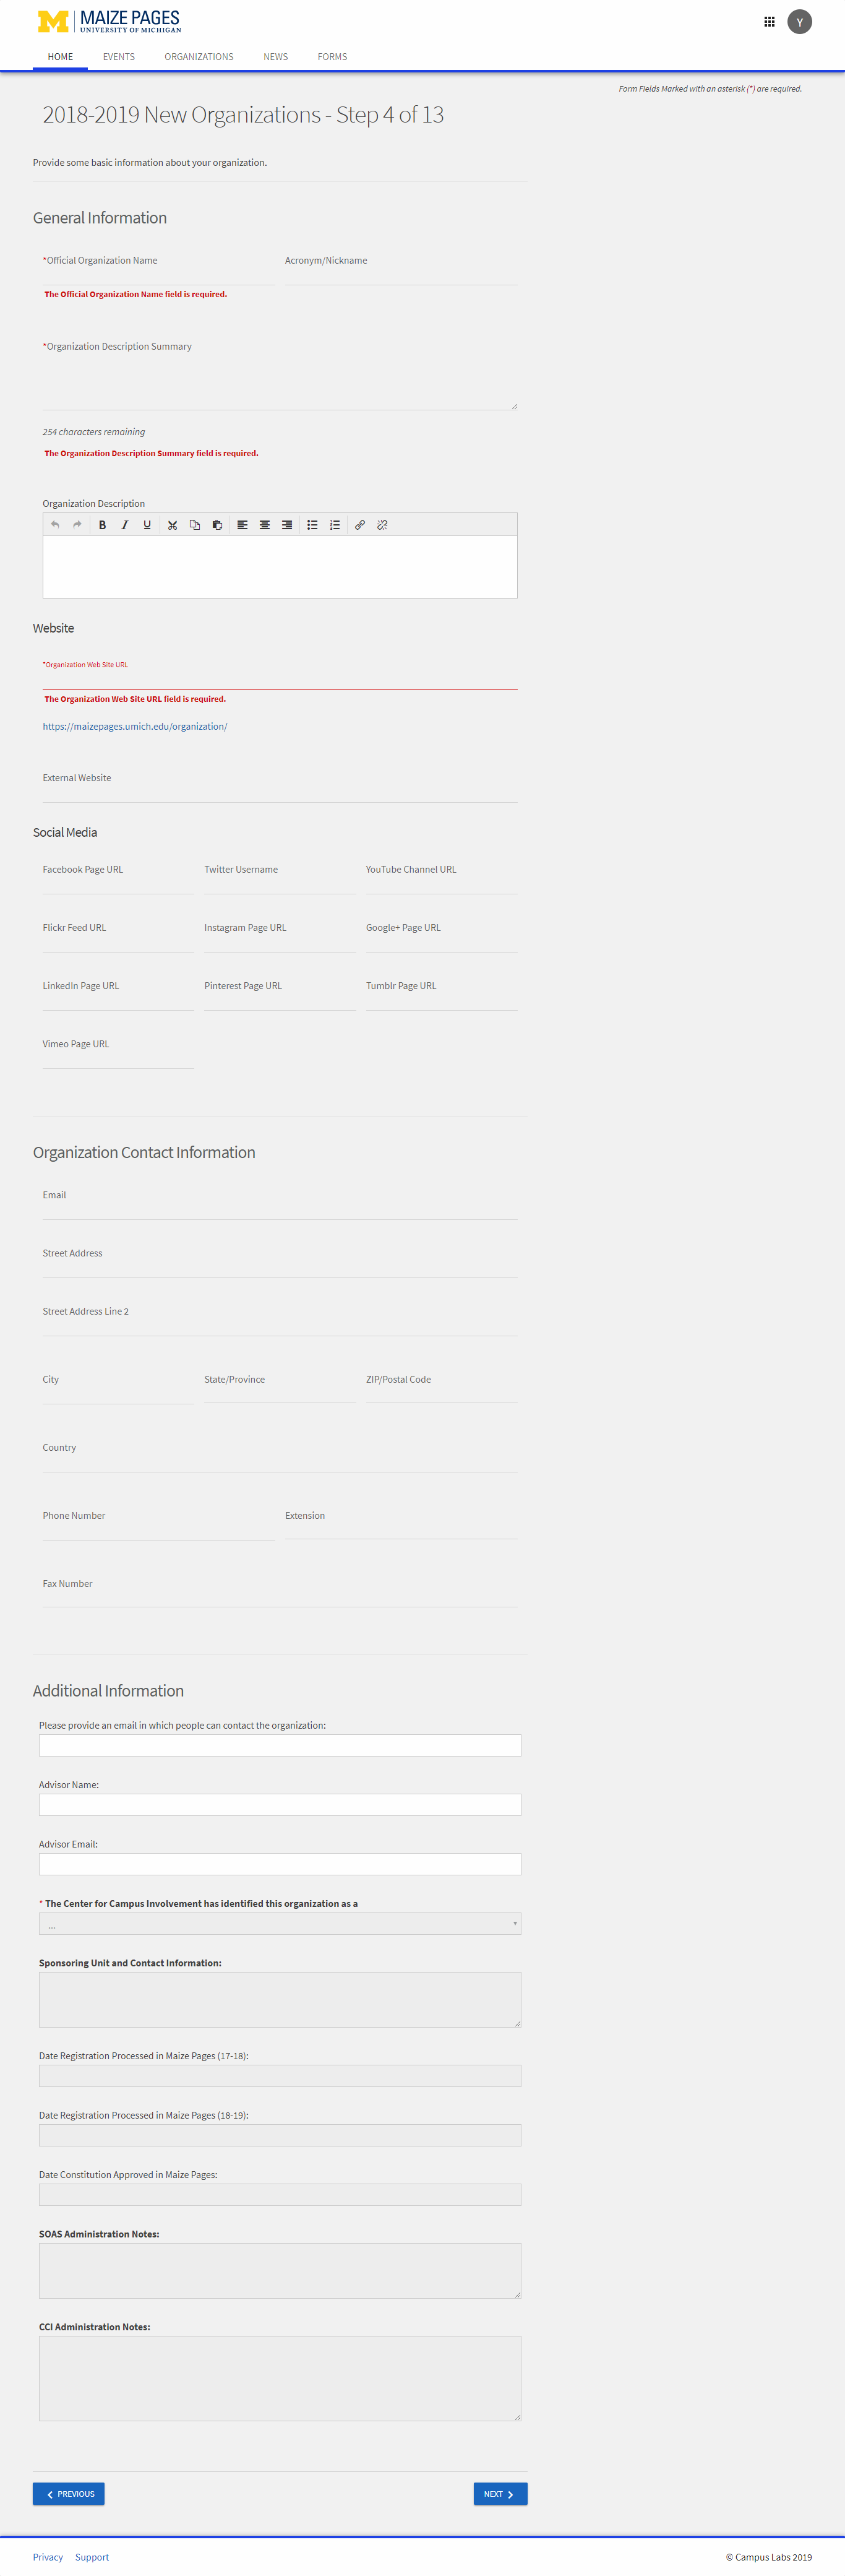 M
MAIZE PAGES
UNIVERSITY OF MICHIGAN
Y
HOME EVENTS ORGANIZATIONS NEWS FORMS
Form Fields Marked with an asterisk (*) are required.
2018-2019 New Organizations - Step 4 of 13
Provide some basic information about your organization.
General Information
*Official Organization Name Acronym/Nickname
The Official Organization Name field is required.
*Organization Description Summary
254 characters remaining
The Organization Description Summary field is required.
Organization Description
B I U
Website
*Organization Web Site URL
The Organization Web Site URL field is required.
https://maizepages.umich.edu/organization/
External Website
Social Media
Facebook Page URL Twitter Username YouTube Channel URL
Flickr Feed URL Instagram Page URL Google+ Page URL
LinkedIn Page URL Pinterest Page URL Tumblr Page URL
Vimeo Page URL
Organization Contact Information
Email
Street Address
Street Address Line 2
City State/Province ZIP/Postal Code
Country
Phone Number Extension
Fax Number
Additional Information
Please provide an email in which people can contact the organization:
Advisor Name:
Advisor Email:
* The Center for Campus Involvement has identified this organization as a
...
Sponsoring Unit and Contact Information:
Date Registration Processed in Maize Pages (17-18):
Date Registration Processed in Maize Pages (18-19):
Date Constitution Approved in Maize Pages:
SOAS Administration Notes:
CCI Administration Notes:
PREVIOUS NEXT
Privacy Support © Campus Labs 2019